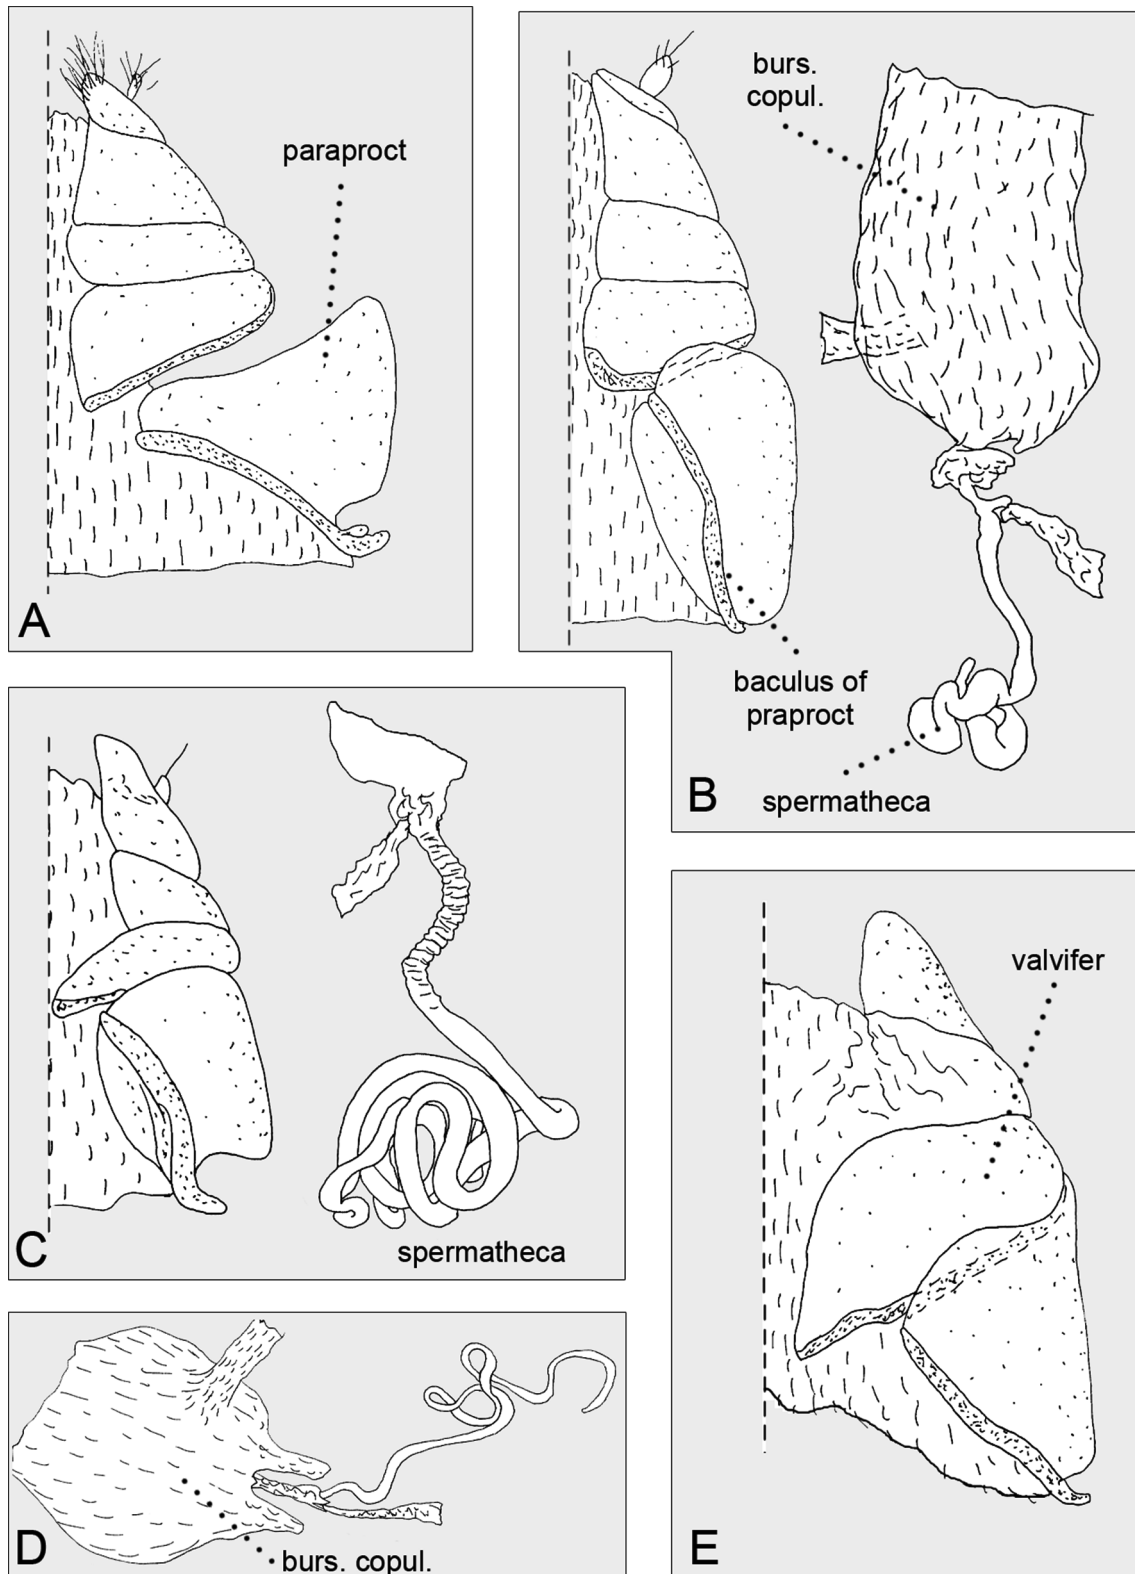 paraproct
A
burs.
copul.
baculus of
praproct
spermatheca
B
spermatheca
C
burs. copul.
D
valvifer
E